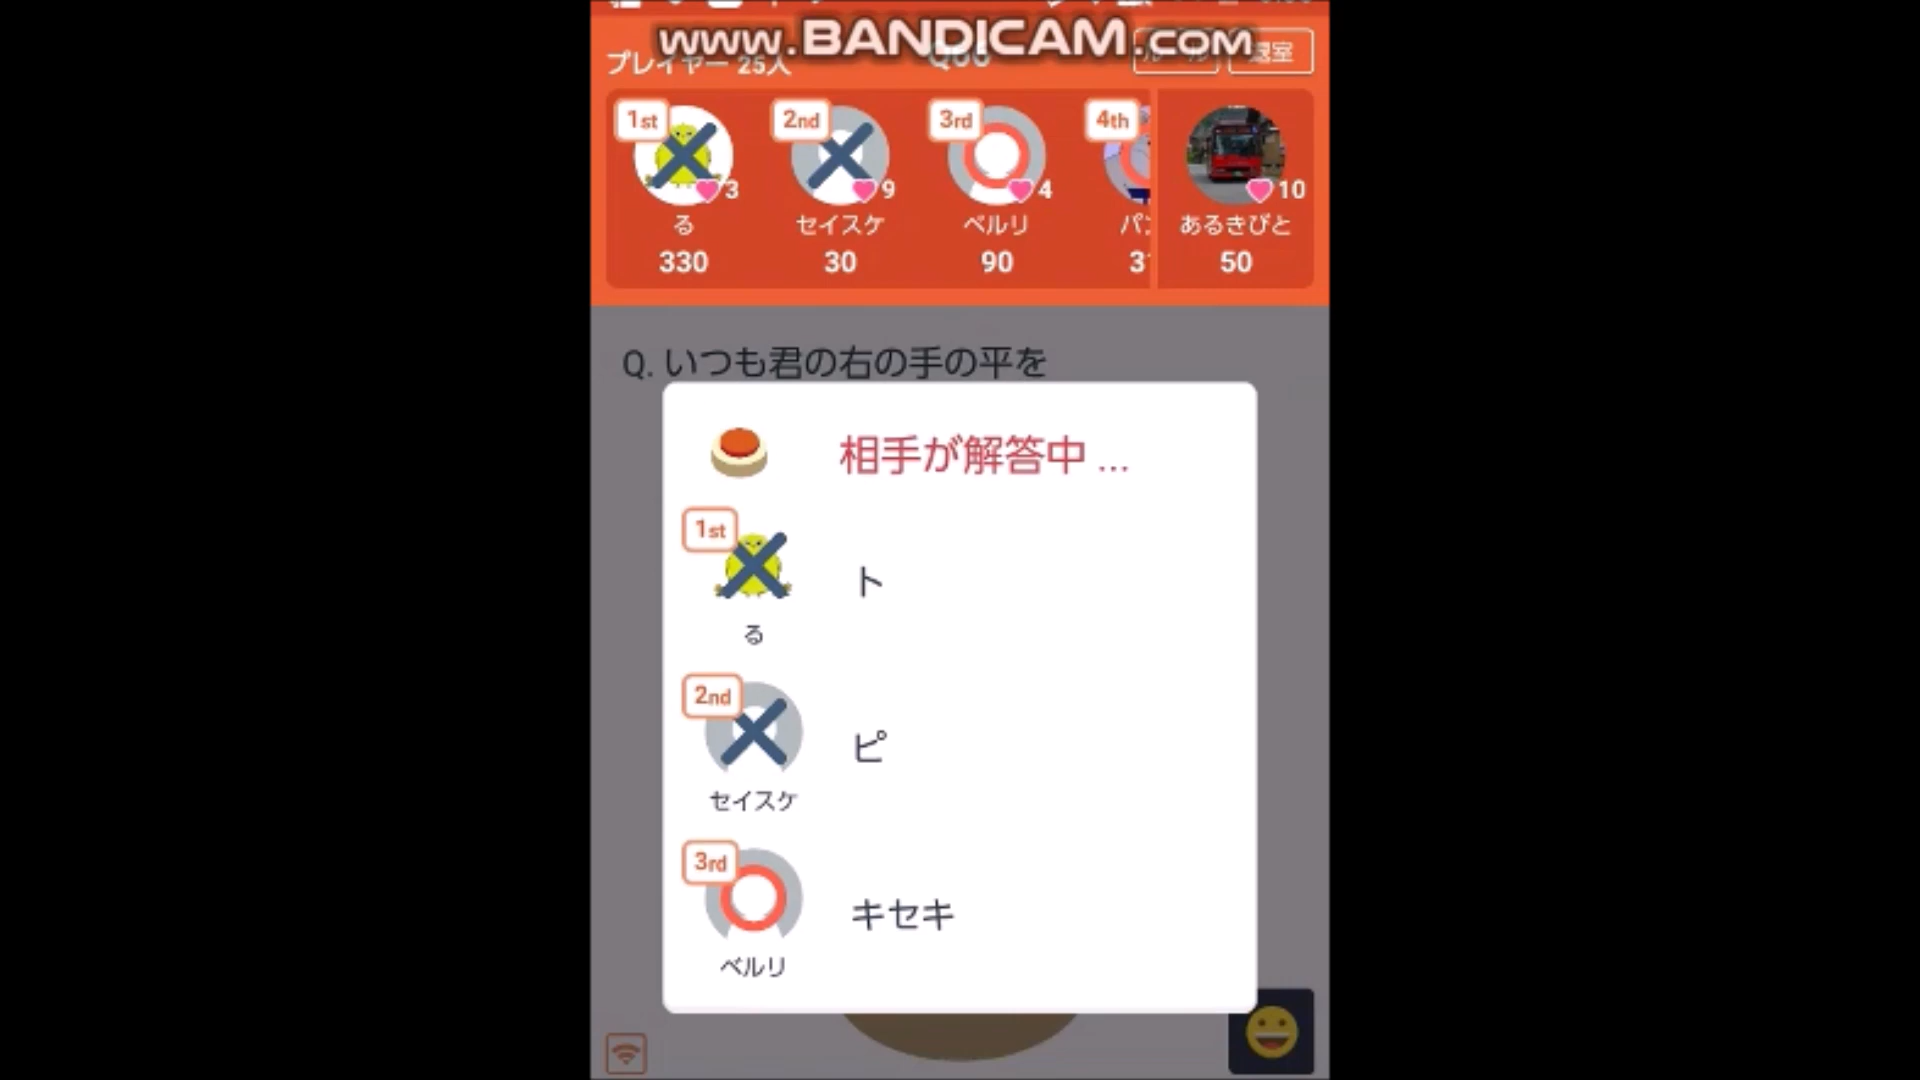 www.BANDICAM.com
プレイヤー 25人
退室
1st
2nd
3rd
4th
3
9
4
10
る
セイスケ
ベルリ
あるきびと
330
30
90
50
Q. いつも君の右の手の平を
相手が解答中 ...
1st
ト
る
2nd
ピ
セイスケ
3rd
キセキ
ベルリ